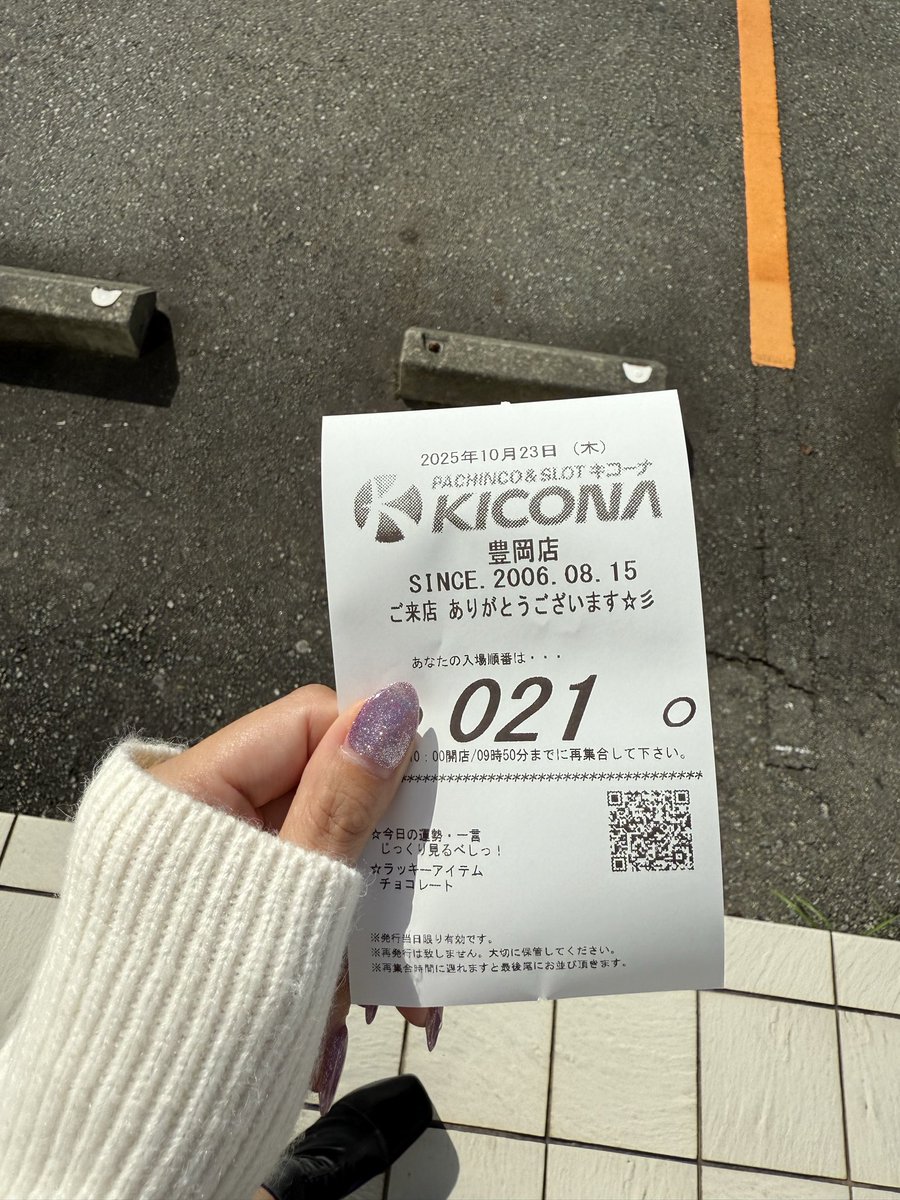 2025年10月23日（木）
PACHINCO&SLOT キコーナ
KICONA
豊岡店
SINCE.2006.08.15
ご来店 ありがとうございます☆彡
あなたの入場順番は・・・
021
0：00開店/09時50分までに再集合して下さい。
************************************
☆今日の運勢・一言
じっくり見るべしっ！
☆ラッキーアイテム
チョコレート
※発行当日限り有効です。
※再発行は致しません。大切に保管してください。
※再集合時間に遅れますと最後尾にお並び頂きます。